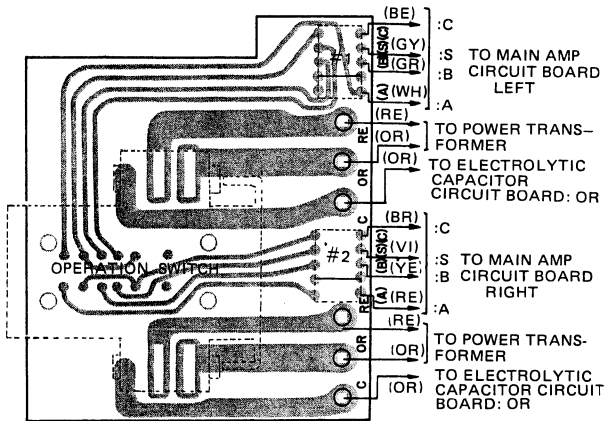 (BE) :C
(GY) :S TO MAIN AMP
(GR) :B CIRCUIT BOARD
LEFT
(WH) :A
#1
(B)(S)(C)
(A)
(RE)
(OR) TO POWER TRANS-
FORMER
RE
OR
C
(OR) TO ELECTROLYTIC
CAPACITOR
CIRCUIT BOARD: OR
(BR) :C
(VI) :S TO MAIN AMP
(YE) :B CIRCUIT BOARD
RIGHT
(RE) :A
#2
(B)(S)(C)
(A)
OPERATION SWITCH
(RE)
(OR) TO POWER TRANS-
FORMER
RE
OR
C
(OR) TO ELECTROLYTIC
CAPACITOR CIRCUIT
BOARD: OR